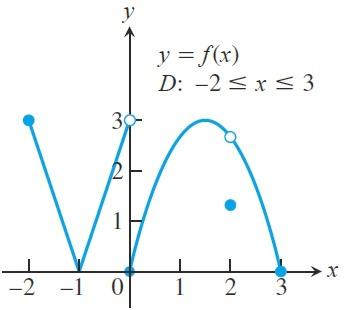 y
y = f(x)
D: −2 ≤ x ≤ 3
3
2
1
−2 −1 0 1 2 3 x